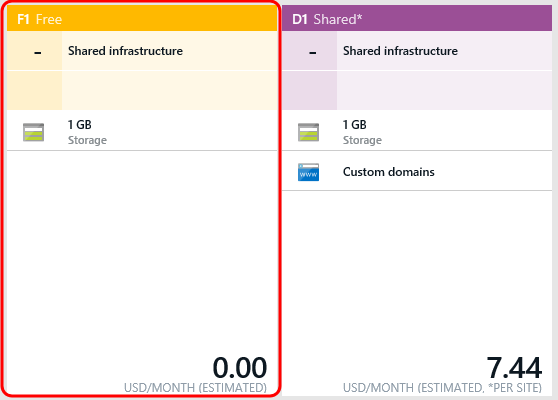 F1 Free
- Shared infrastructure
1 GB
Storage
0.00
USD/MONTH (ESTIMATED)
D1 Shared*
- Shared infrastructure
1 GB
Storage
www
Custom domains
7.44
USD/MONTH (ESTIMATED, *PER SITE)